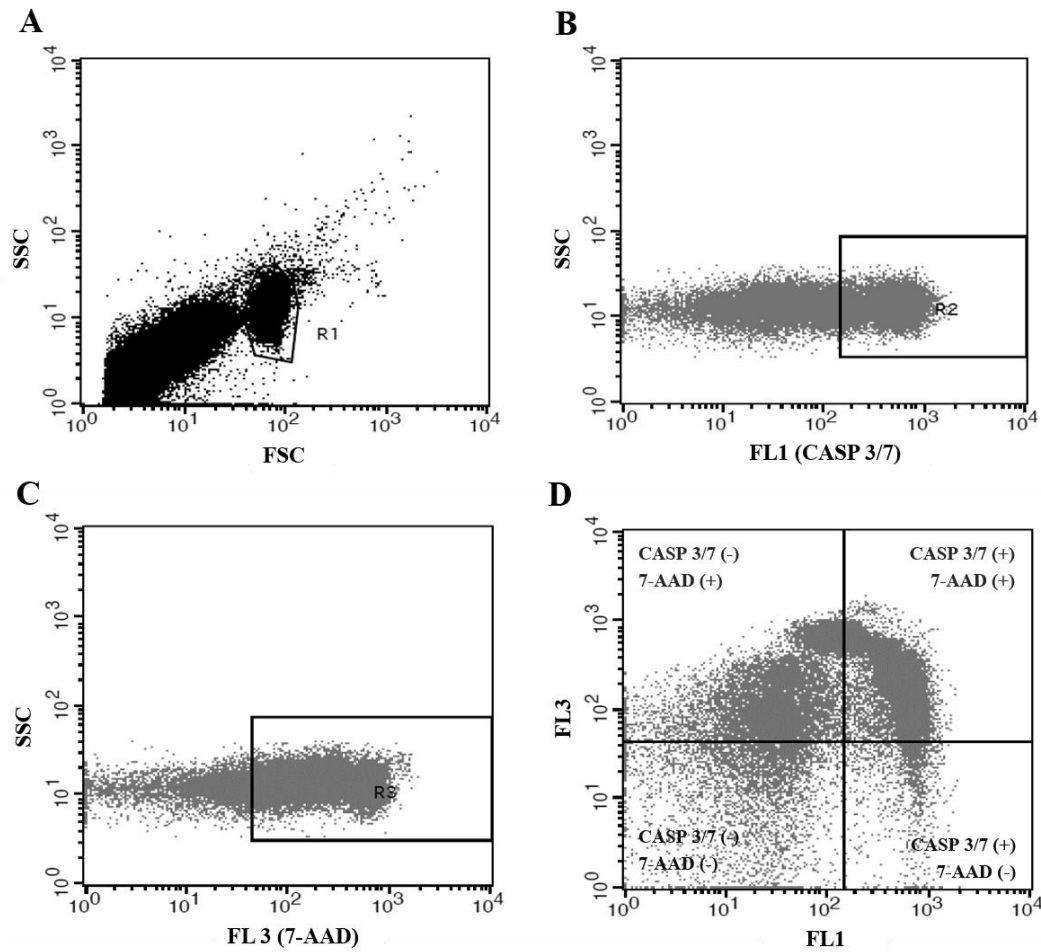 A
SSC
10^4
10^3
10^2
10^1
10^0
R1
10^0 10^1 10^2 10^3 10^4
FSC
B
SSC
10^4
10^3
10^2
10^1
10^0
R2
10^0 10^1 10^2 10^3 10^4
FL1 (CASP 3/7)
C
SSC
10^4
10^3
10^2
10^1
10^0
R3
10^0 10^1 10^2 10^3 10^4
FL 3 (7-AAD)
D
FL3
10^4
10^3
10^2
10^1
10^0
CASP 3/7 (-)
7-AAD (+)
CASP 3/7 (+)
7-AAD (+)
CASP 3/7 (-)
7-AAD (-)
CASP 3/7 (+)
7-AAD (-)
10^0 10^1 10^2 10^3 10^4
FL1